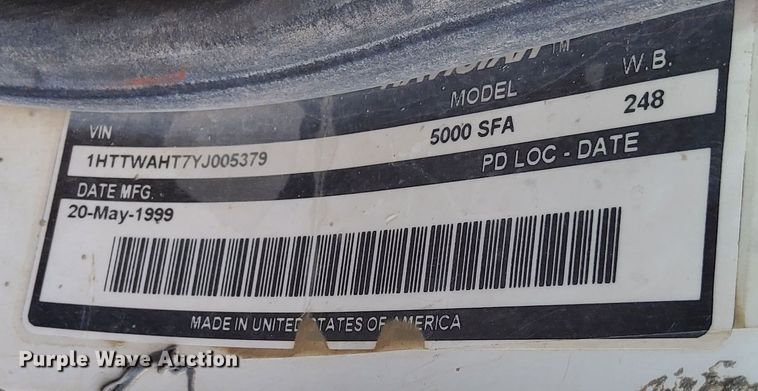 TM
VIN
MODEL
W.B.
1HTTWAHT7YJ005379
5000 SFA
248
DATE MFG.
PD LOC - DATE
20-May-1999
MADE IN UNITED STATES OF AMERICA
Purple Wave Auction